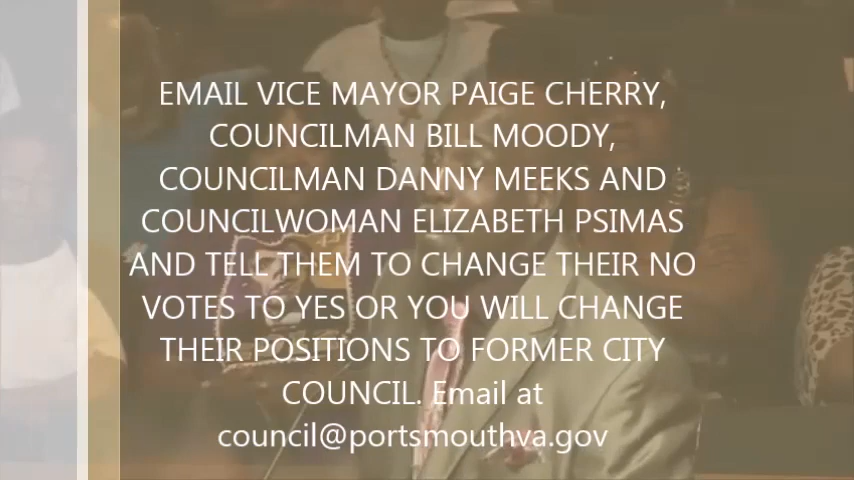 EMAIL VICE MAYOR PAIGE CHERRY,
COUNCILMAN BILL MOODY,
COUNCILMAN DANNY MEEKS AND
COUNCILWOMAN ELIZABETH PSIMAS
AND TELL THEM TO CHANGE THEIR NO
VOTES TO YES OR YOU WILL CHANGE
THEIR POSITIONS TO FORMER CITY
COUNCIL. Email at
council@portsmouthva.gov